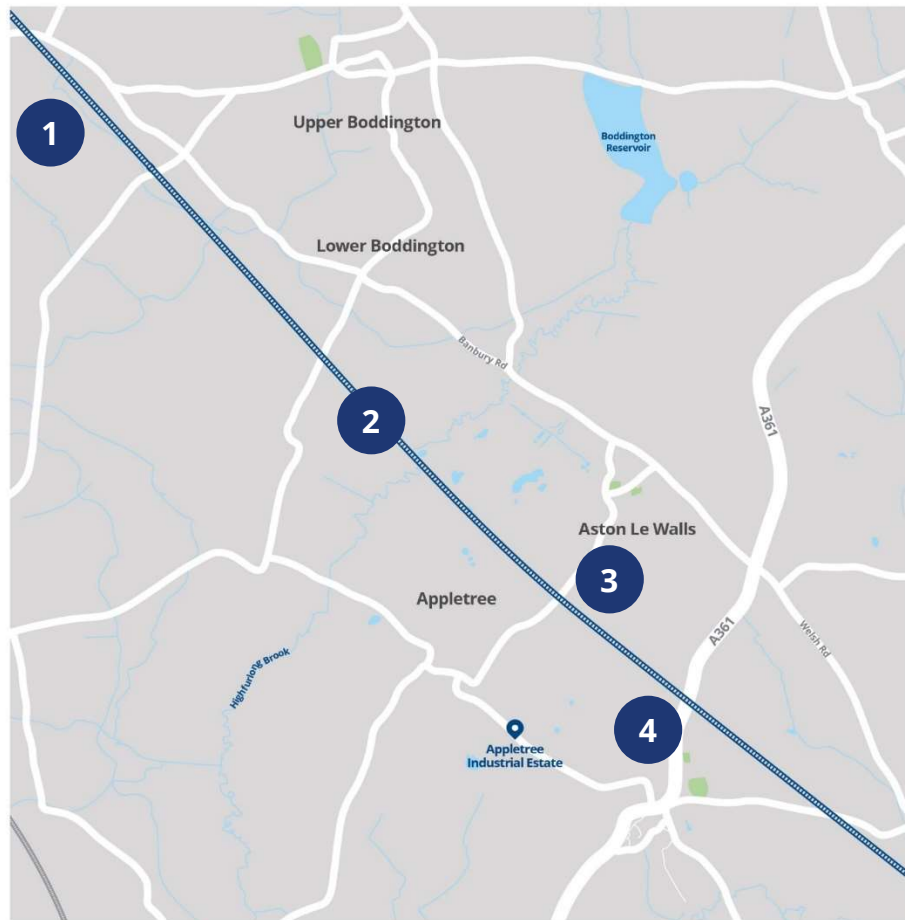 1
Upper Boddington
Boddington
Reservoir
Lower Boddington
Banbury Rd
2
A361
Aston Le Walls
3
Appletree
A361
Welsh Rd
Highfurlong Brook
4
Appletree
Industrial Estate